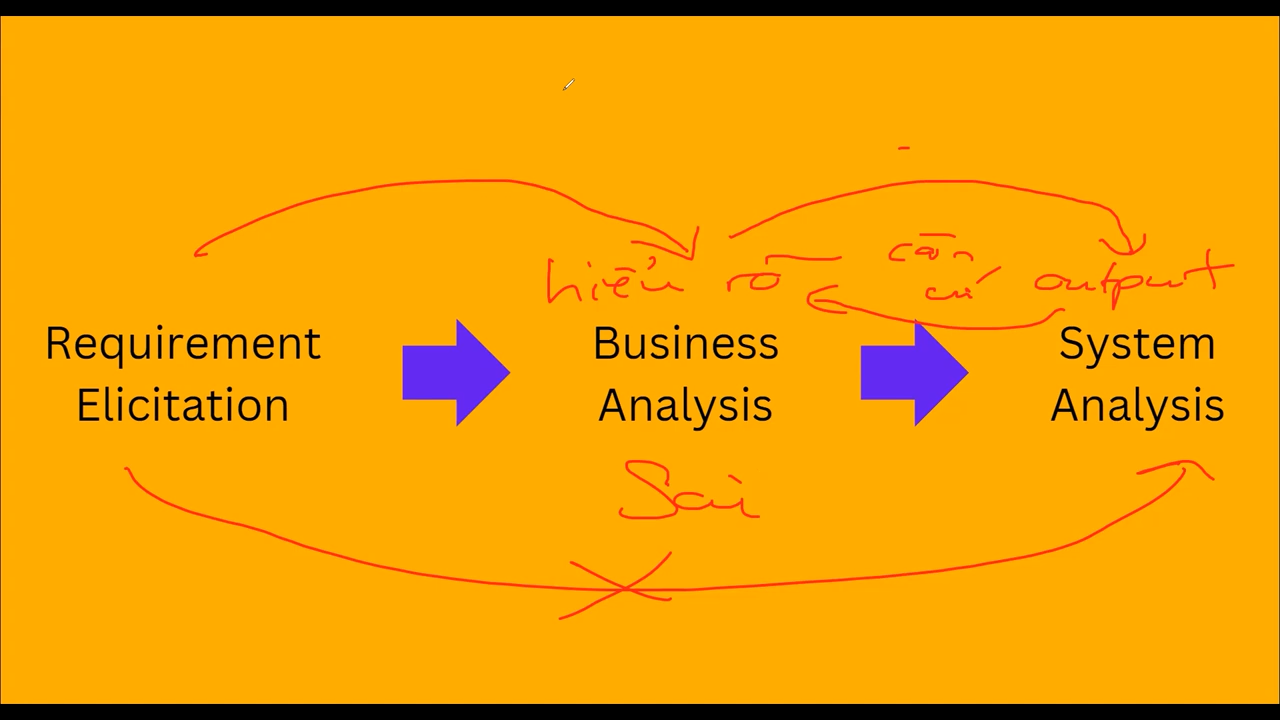 hiểu rõ
căn
cứ
output
Requirement
Elicitation
Business
Analysis
System
Analysis
Sai